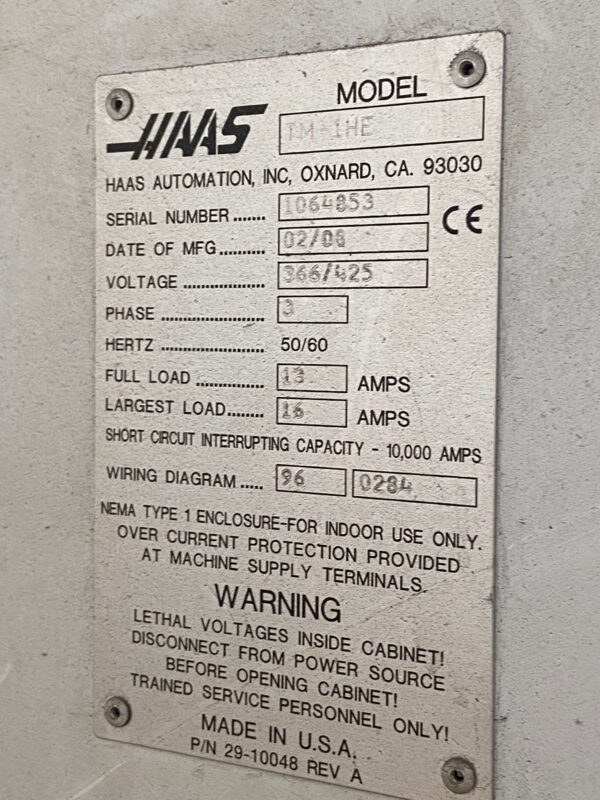 MODEL
HAAS TM-1HE
HAAS AUTOMATION, INC, OXNARD, CA. 93030
SERIAL NUMBER ....... 1064853
CE
DATE OF MFG.......... 02/08
VOLTAGE ................... 366/425
PHASE ........................ 3
HERTZ ........................ 50/60
FULL LOAD ................ 13 AMPS
LARGEST LOAD........ 16 AMPS
SHORT CIRCUIT INTERRUPTING CAPACITY - 10,000 AMPS
WIRING DIAGRAM ..... 96 0284
NEMA TYPE 1 ENCLOSURE-FOR INDOOR USE ONLY.
OVER CURRENT PROTECTION PROVIDED
AT MACHINE SUPPLY TERMINALS.
WARNING
LETHAL VOLTAGES INSIDE CABINET!
DISCONNECT FROM POWER SOURCE
BEFORE OPENING CABINET!
TRAINED SERVICE PERSONNEL ONLY!
MADE IN U.S.A.
P/N 29-10048 REV A